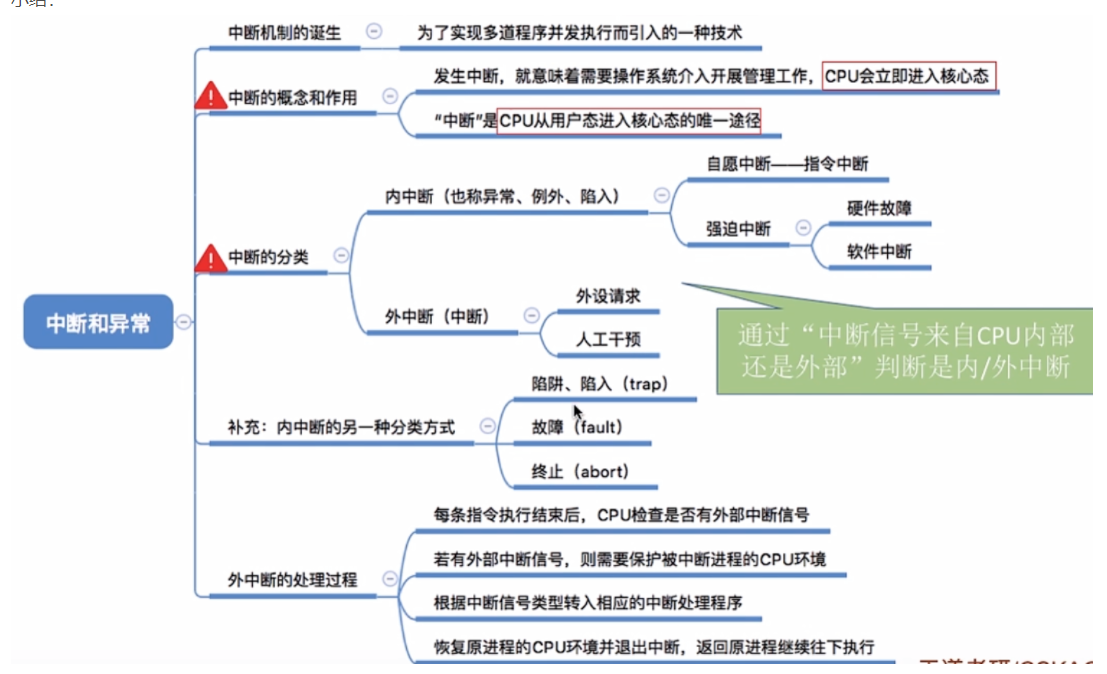 小结：
中断机制的诞生
为了实现多道程序并发执行而引入的一种技术
中断的概念和作用
发生中断，就意味着需要操作系统介入开展管理工作，CPU会立即进入核心态
“中断”是CPU从用户态进入核心态的唯一途径
中断和异常
中断的分类
内中断（也称异常、例外、陷入）
自愿中断——指令中断
强迫中断
硬件故障
软件中断
外中断（中断）
外设请求
人工干预
通过“中断信号来自CPU内部
还是外部”判断是内/外中断
补充：内中断的另一种分类方式
陷阱、陷入（trap）
故障（fault）
终止（abort）
外中断的处理过程
每条指令执行结束后，CPU检查是否有外部中断信号
若有外部中断信号，则需要保护被中断进程的CPU环境
根据中断信号类型转入相应的中断处理程序
恢复原进程的CPU环境并退出中断，返回原进程继续往下执行